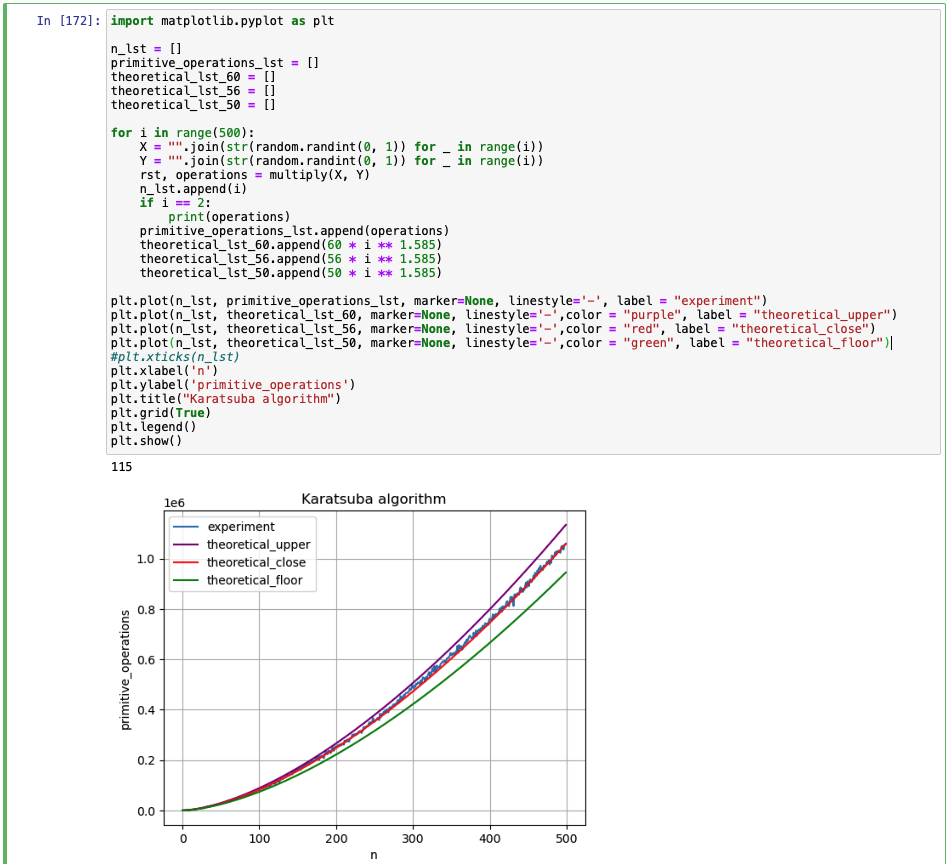 In [172]: import matplotlib.pyplot as plt
n_lst = []
primitive_operations_lst = []
theoretical_lst_60 = []
theoretical_lst_56 = []
theoretical_lst_50 = []
for i in range(500):
    X = "".join(str(random.randint(0, 1)) for _ in range(i))
    Y = "".join(str(random.randint(0, 1)) for _ in range(i))
    rst, operations = multiply(X, Y)
    n_lst.append(i)
    if i == 2:
        print(operations)
    primitive_operations_lst.append(operations)
    theoretical_lst_60.append(60 * i ** 1.585)
    theoretical_lst_56.append(56 * i ** 1.585)
    theoretical_lst_50.append(50 * i ** 1.585)
plt.plot(n_lst, primitive_operations_lst, marker=None, linestyle='-', label = "experiment")
plt.plot(n_lst, theoretical_lst_60, marker=None, linestyle='-',color = "purple", label = "theoretical_upper")
plt.plot(n_lst, theoretical_lst_56, marker=None, linestyle='-',color = "red", label = "theoretical_close")
plt.plot(n_lst, theoretical_lst_50, marker=None, linestyle='-',color = "green", label = "theoretical_floor")
#plt.xticks(n_lst)
plt.xlabel('n')
plt.ylabel('primitive_operations')
plt.title("Karatsuba algorithm")
plt.grid(True)
plt.legend()
plt.show()
115
Karatsuba algorithm
1e6
experiment
theoretical_upper
theoretical_close
theoretical_floor
1.0
0.8
0.6
0.4
0.2
0.0
primitive_operations
0 100 200 300 400 500
n